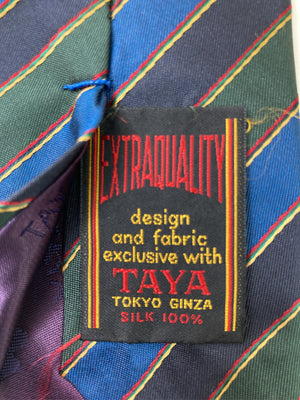 EXTRAQUALITY
design
and fabric
exclusive with
TAYA
TOKYO GINZA
SILK 100%